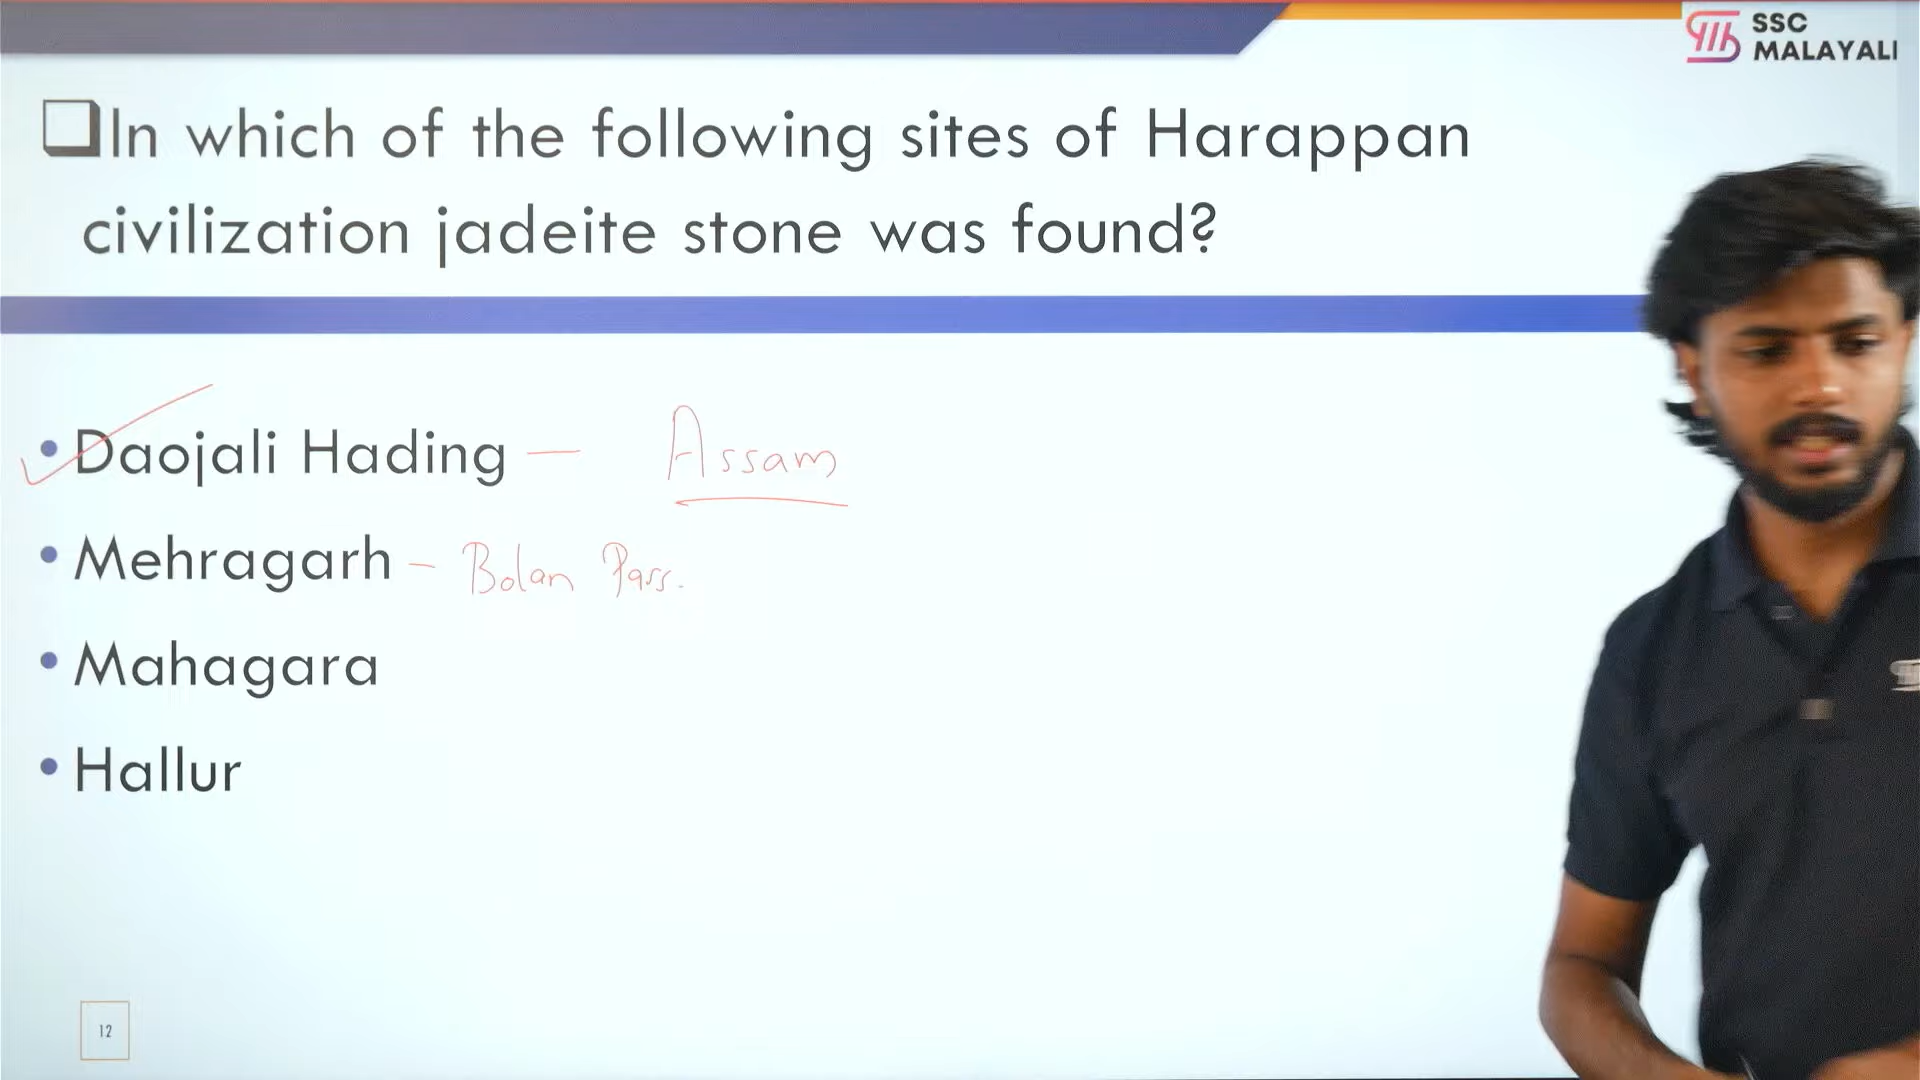 SSC
MALAYALI
In which of the following sites of Harappan
civilization jadeite stone was found?
• Daojali Hading — Assam
• Mehragarh — Bolan Pass.
• Mahagara
• Hallur
12